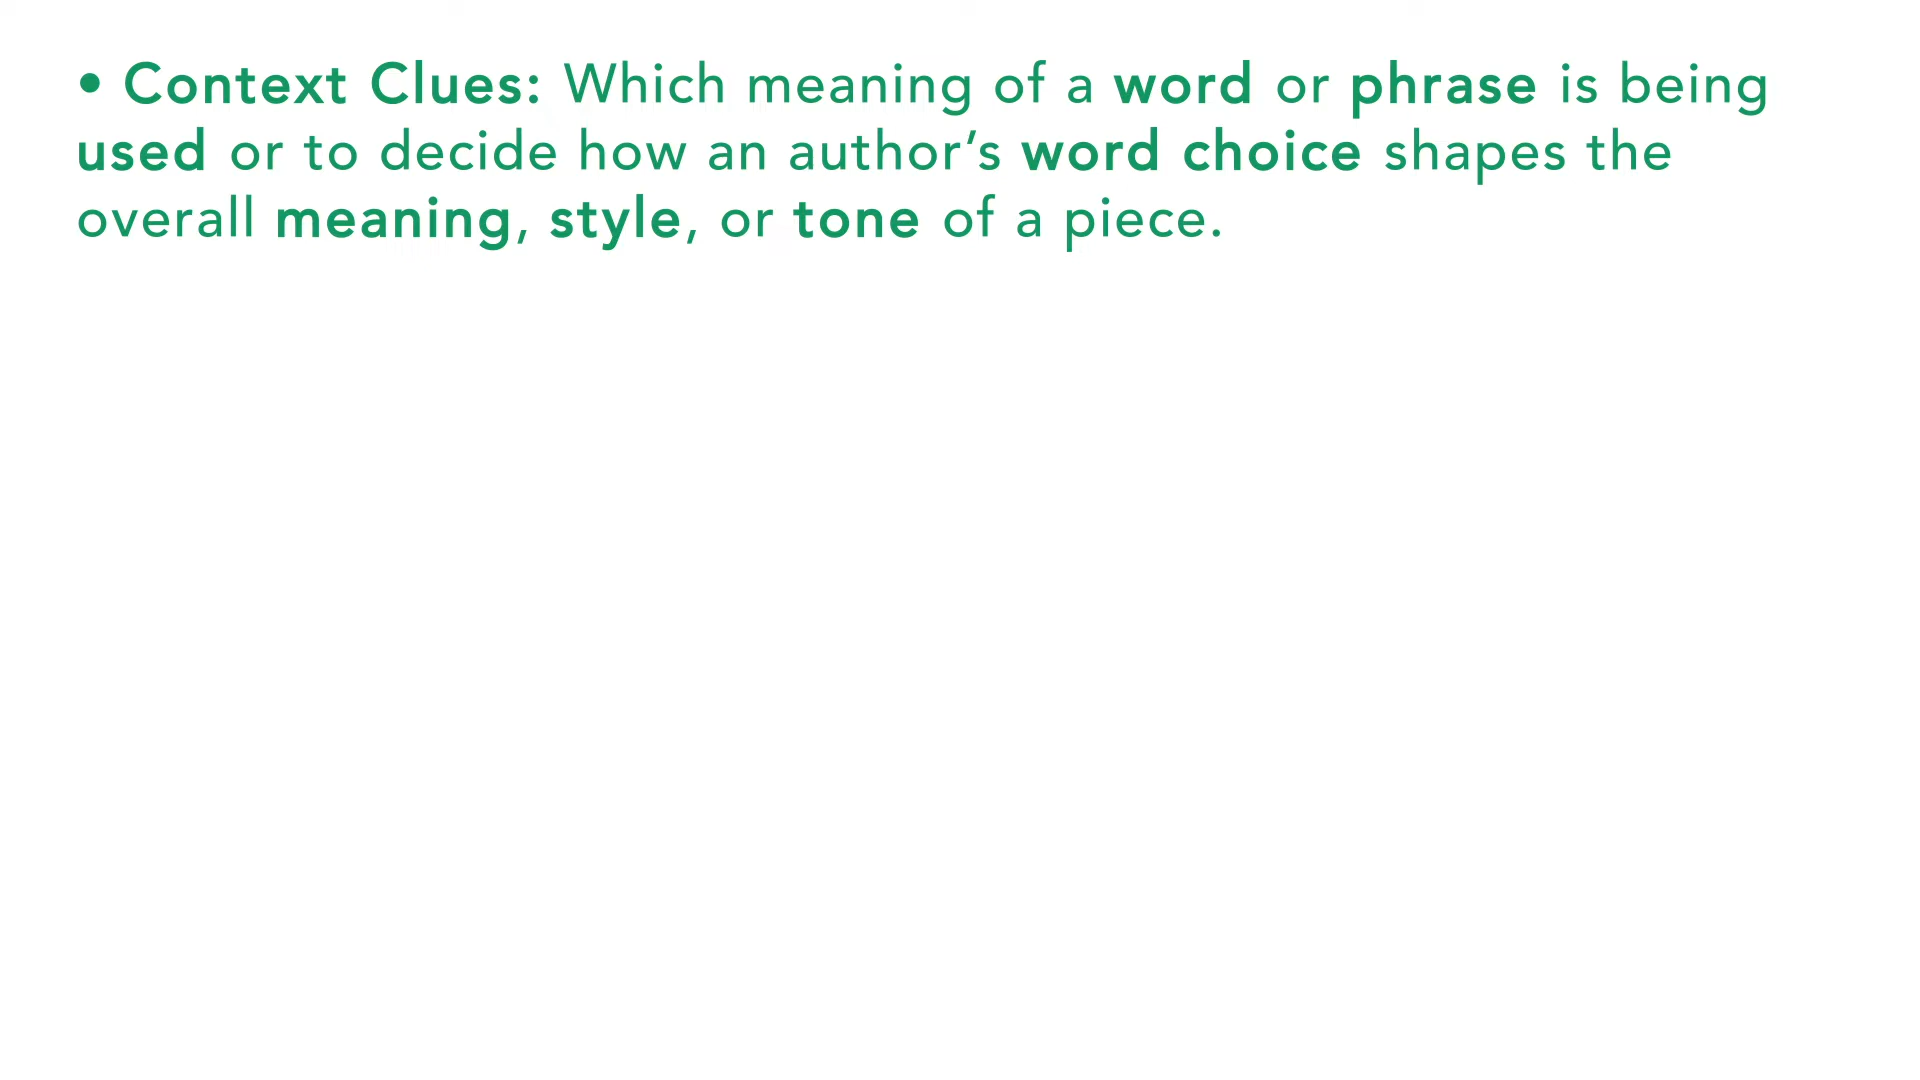 • Context Clues: Which meaning of a word or phrase is being
used or to decide how an author’s word choice shapes the
overall meaning, style, or tone of a piece.